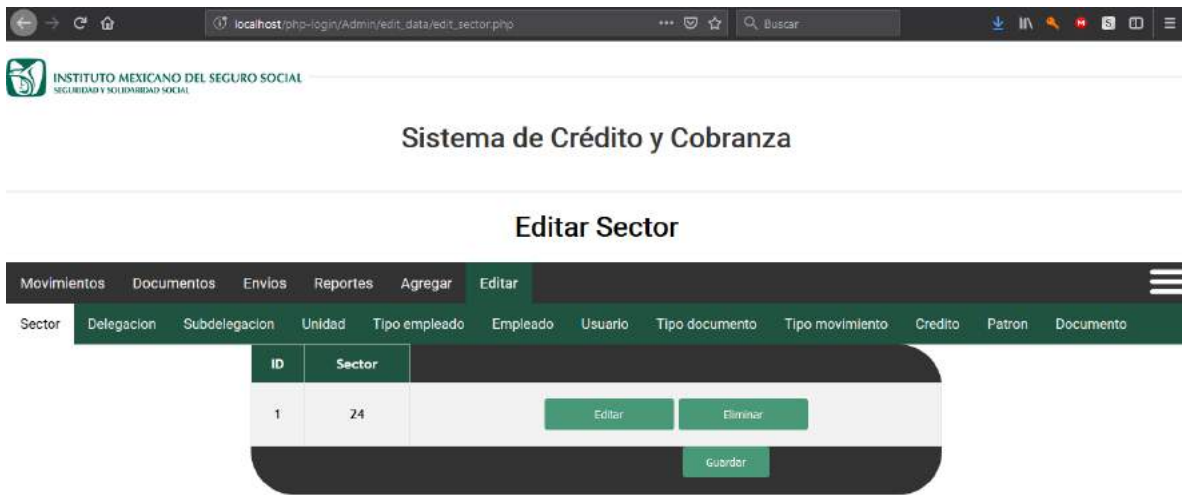 localhost/php-login/Admin/edit_data/edit_sector.php Buscar
INSTITUTO MEXICANO DEL SEGURO SOCIAL
SEGURIDAD Y SOLIDARIDAD SOCIAL
Sistema de Crédito y Cobranza
Editar Sector
Movimientos Documentos Envios Reportes Agregar Editar
Sector Delegacion Subdelegacion Unidad Tipo empleado Empleado Usuario Tipo documento Tipo movimiento Credito Patron Documento
ID Sector
1 24 Editar Eliminar
Guardar